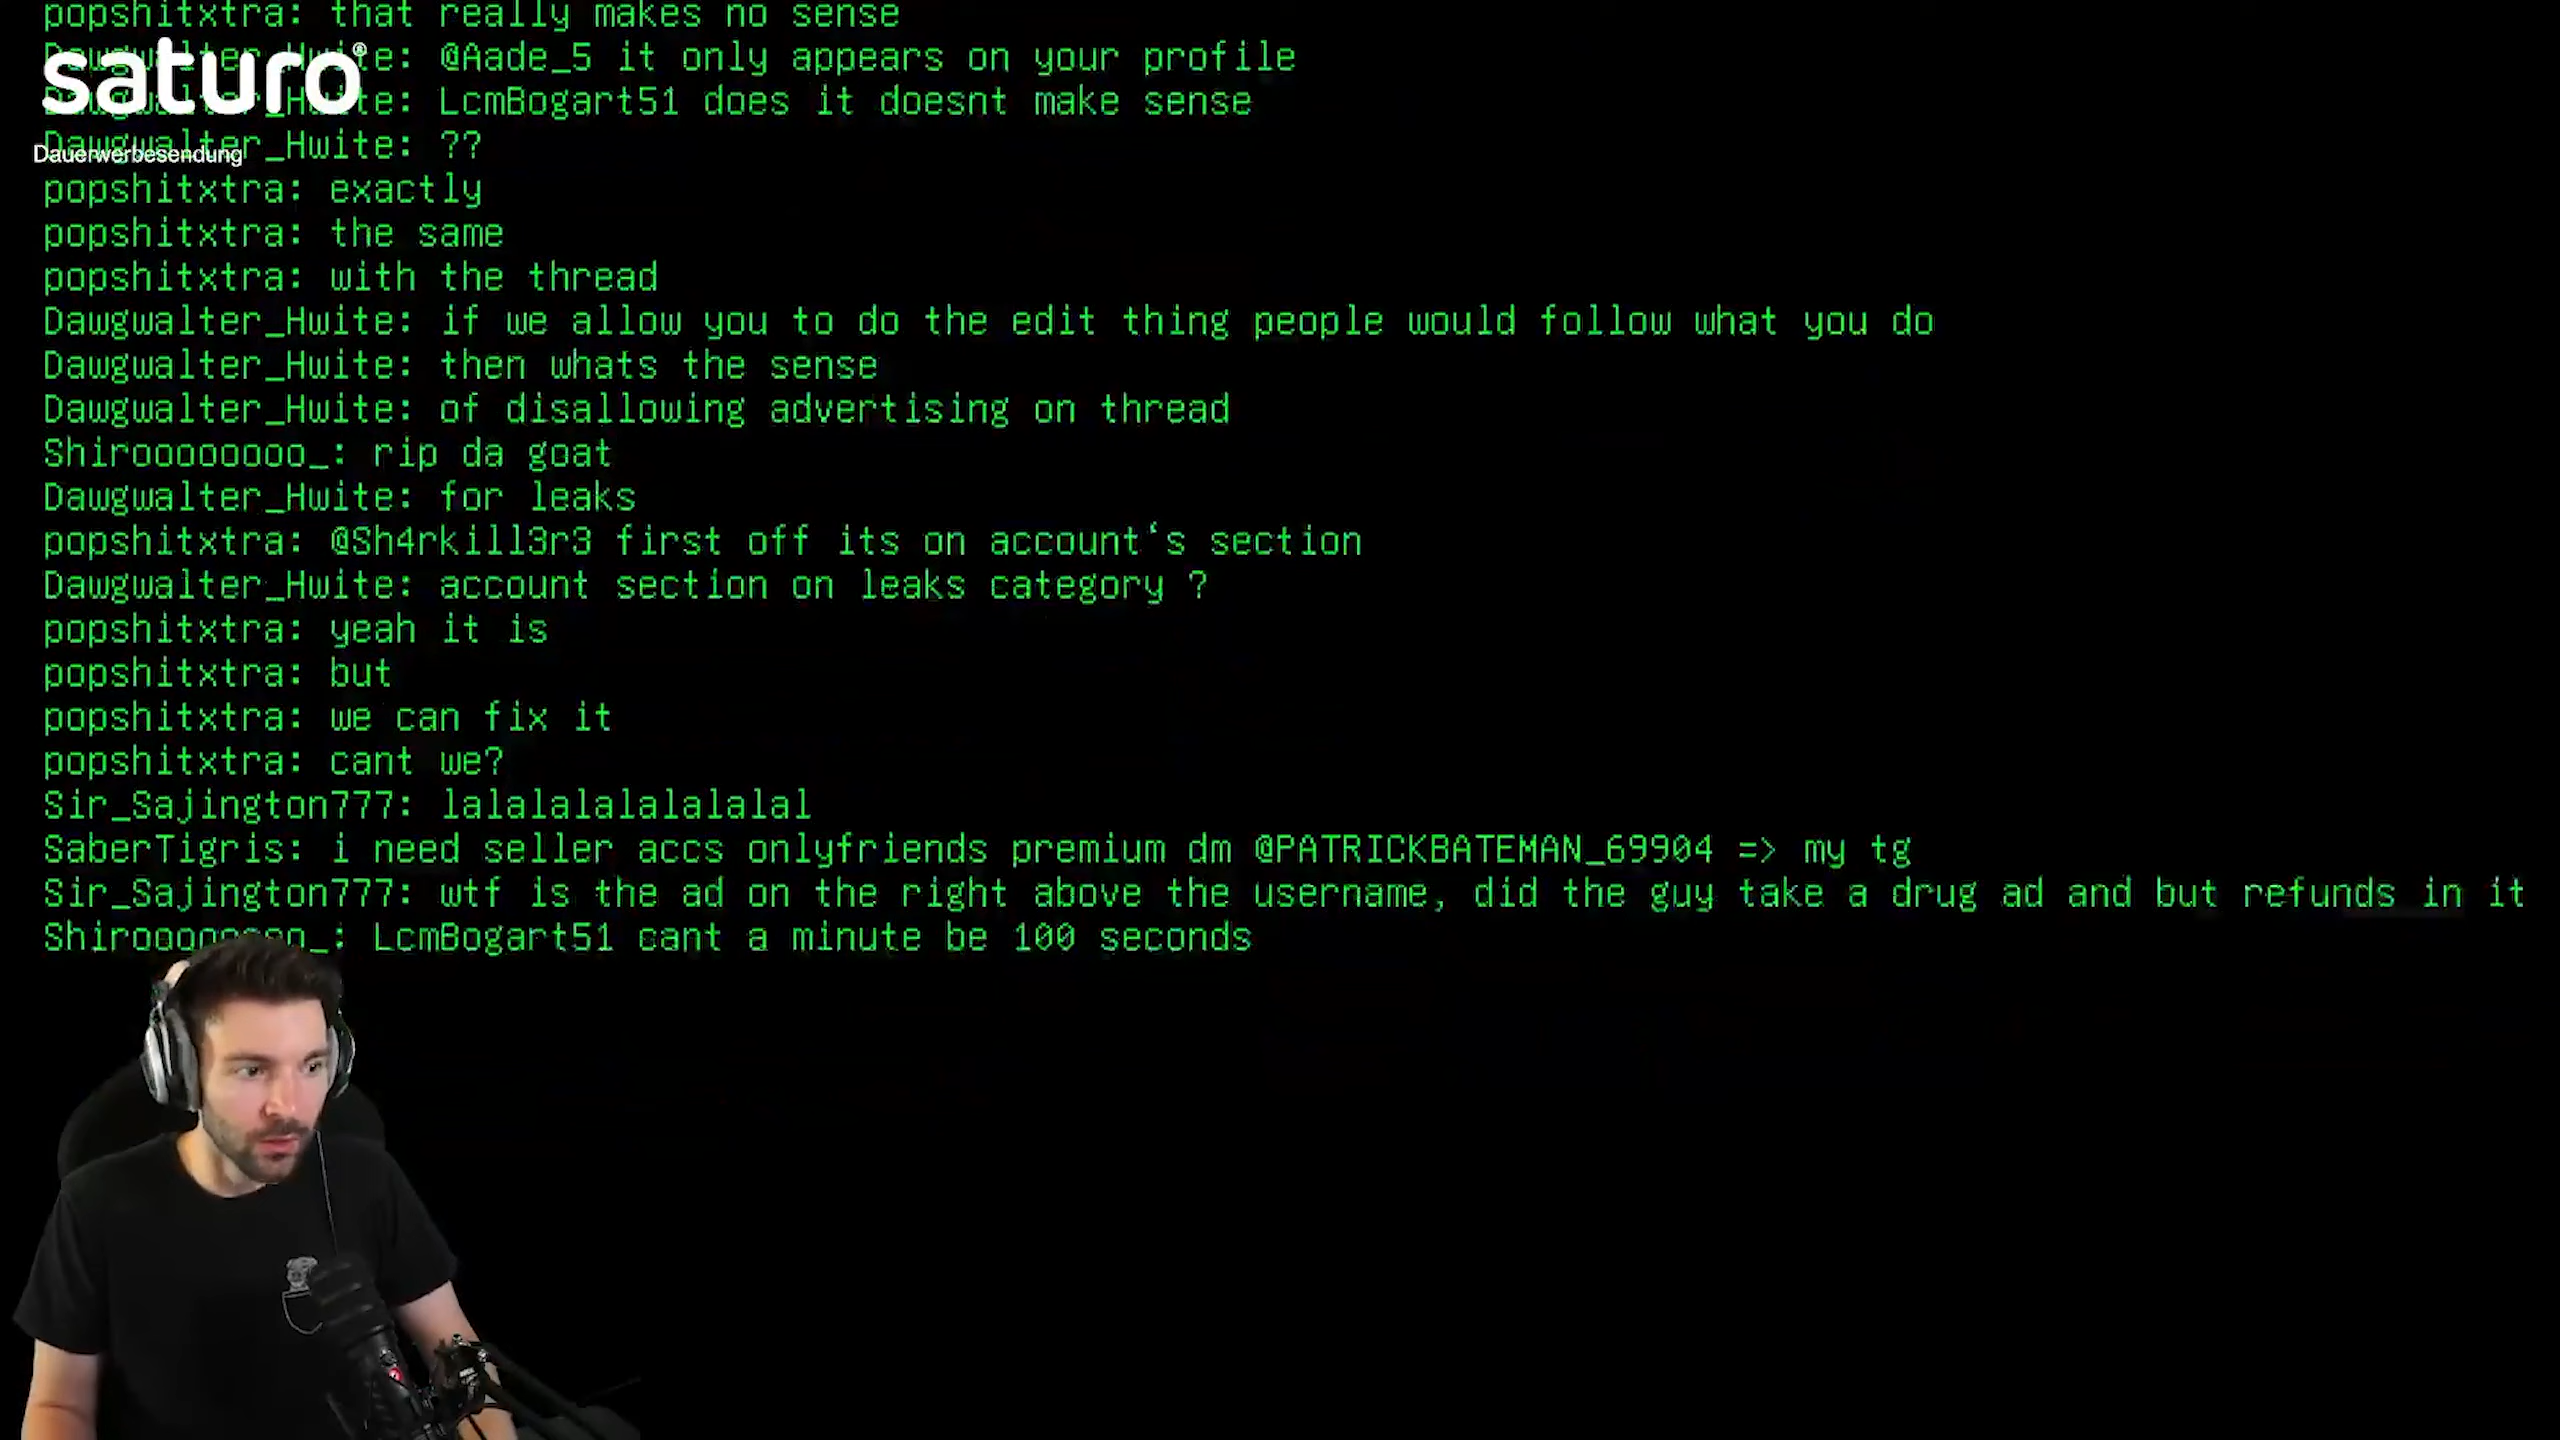 popshitxtra: that really makes no sense
Dawgwalter_Hwite: @Aade_5 it only appears on your profile
saturo®
Dawgwalter_Hwite: LcmBogart51 does it doesnt make sense
Dawgwalter_Hwite: ??
Dauerwerbesendung
popshitxtra: exactly
popshitxtra: the same
popshitxtra: with the thread
Dawgwalter_Hwite: if we allow you to do the edit thing people would follow what you do
Dawgwalter_Hwite: then whats the sense
Dawgwalter_Hwite: of disallowing advertising on thread
Shiroooooooo_: rip da goat
Dawgwalter_Hwite: for leaks
popshitxtra: @Sh4rkill3r3 first off its on account‘s section
Dawgwalter_Hwite: account section on leaks category ?
popshitxtra: yeah it is
popshitxtra: but
popshitxtra: we can fix it
popshitxtra: cant we?
Sir_Sajington777: lalalalalalalalal
SaberTigris: i need seller accs onlyfriends premium dm @PATRICKBATEMAN_69904 => my tg
Sir_Sajington777: wtf is the ad on the right above the username, did the guy take a drug ad and but refunds in it
Shiroooooooo_: LcmBogart51 cant a minute be 100 seconds